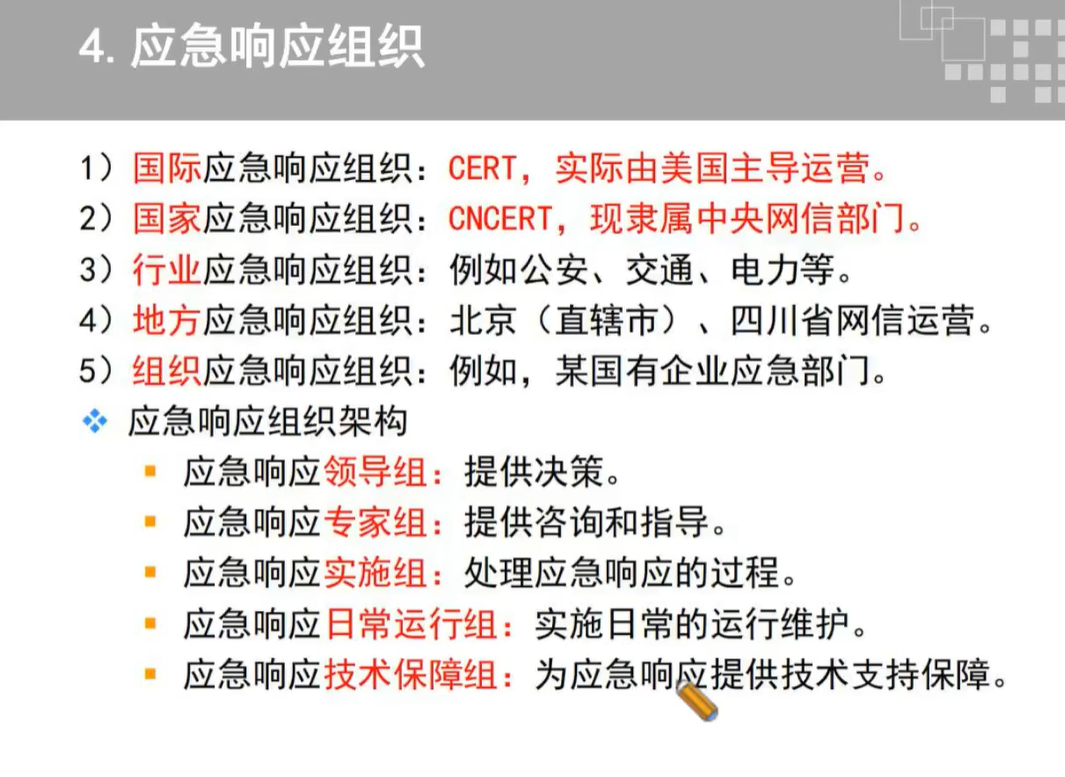 4. 应急响应组织
1）国际应急响应组织：CERT，实际由美国主导运营。
2）国家应急响应组织：CNCERT，现隶属中央网信部门。
3）行业应急响应组织：例如公安、交通、电力等。
4）地方应急响应组织：北京（直辖市）、四川省网信运营。
5）组织应急响应组织：例如，某国有企业应急部门。
应急响应组织架构
应急响应领导组：提供决策。
应急响应专家组：提供咨询和指导。
应急响应实施组：处理应急响应的过程。
应急响应日常运行组：实施日常的运行维护。
应急响应技术保障组：为应急响应提供技术支持保障。